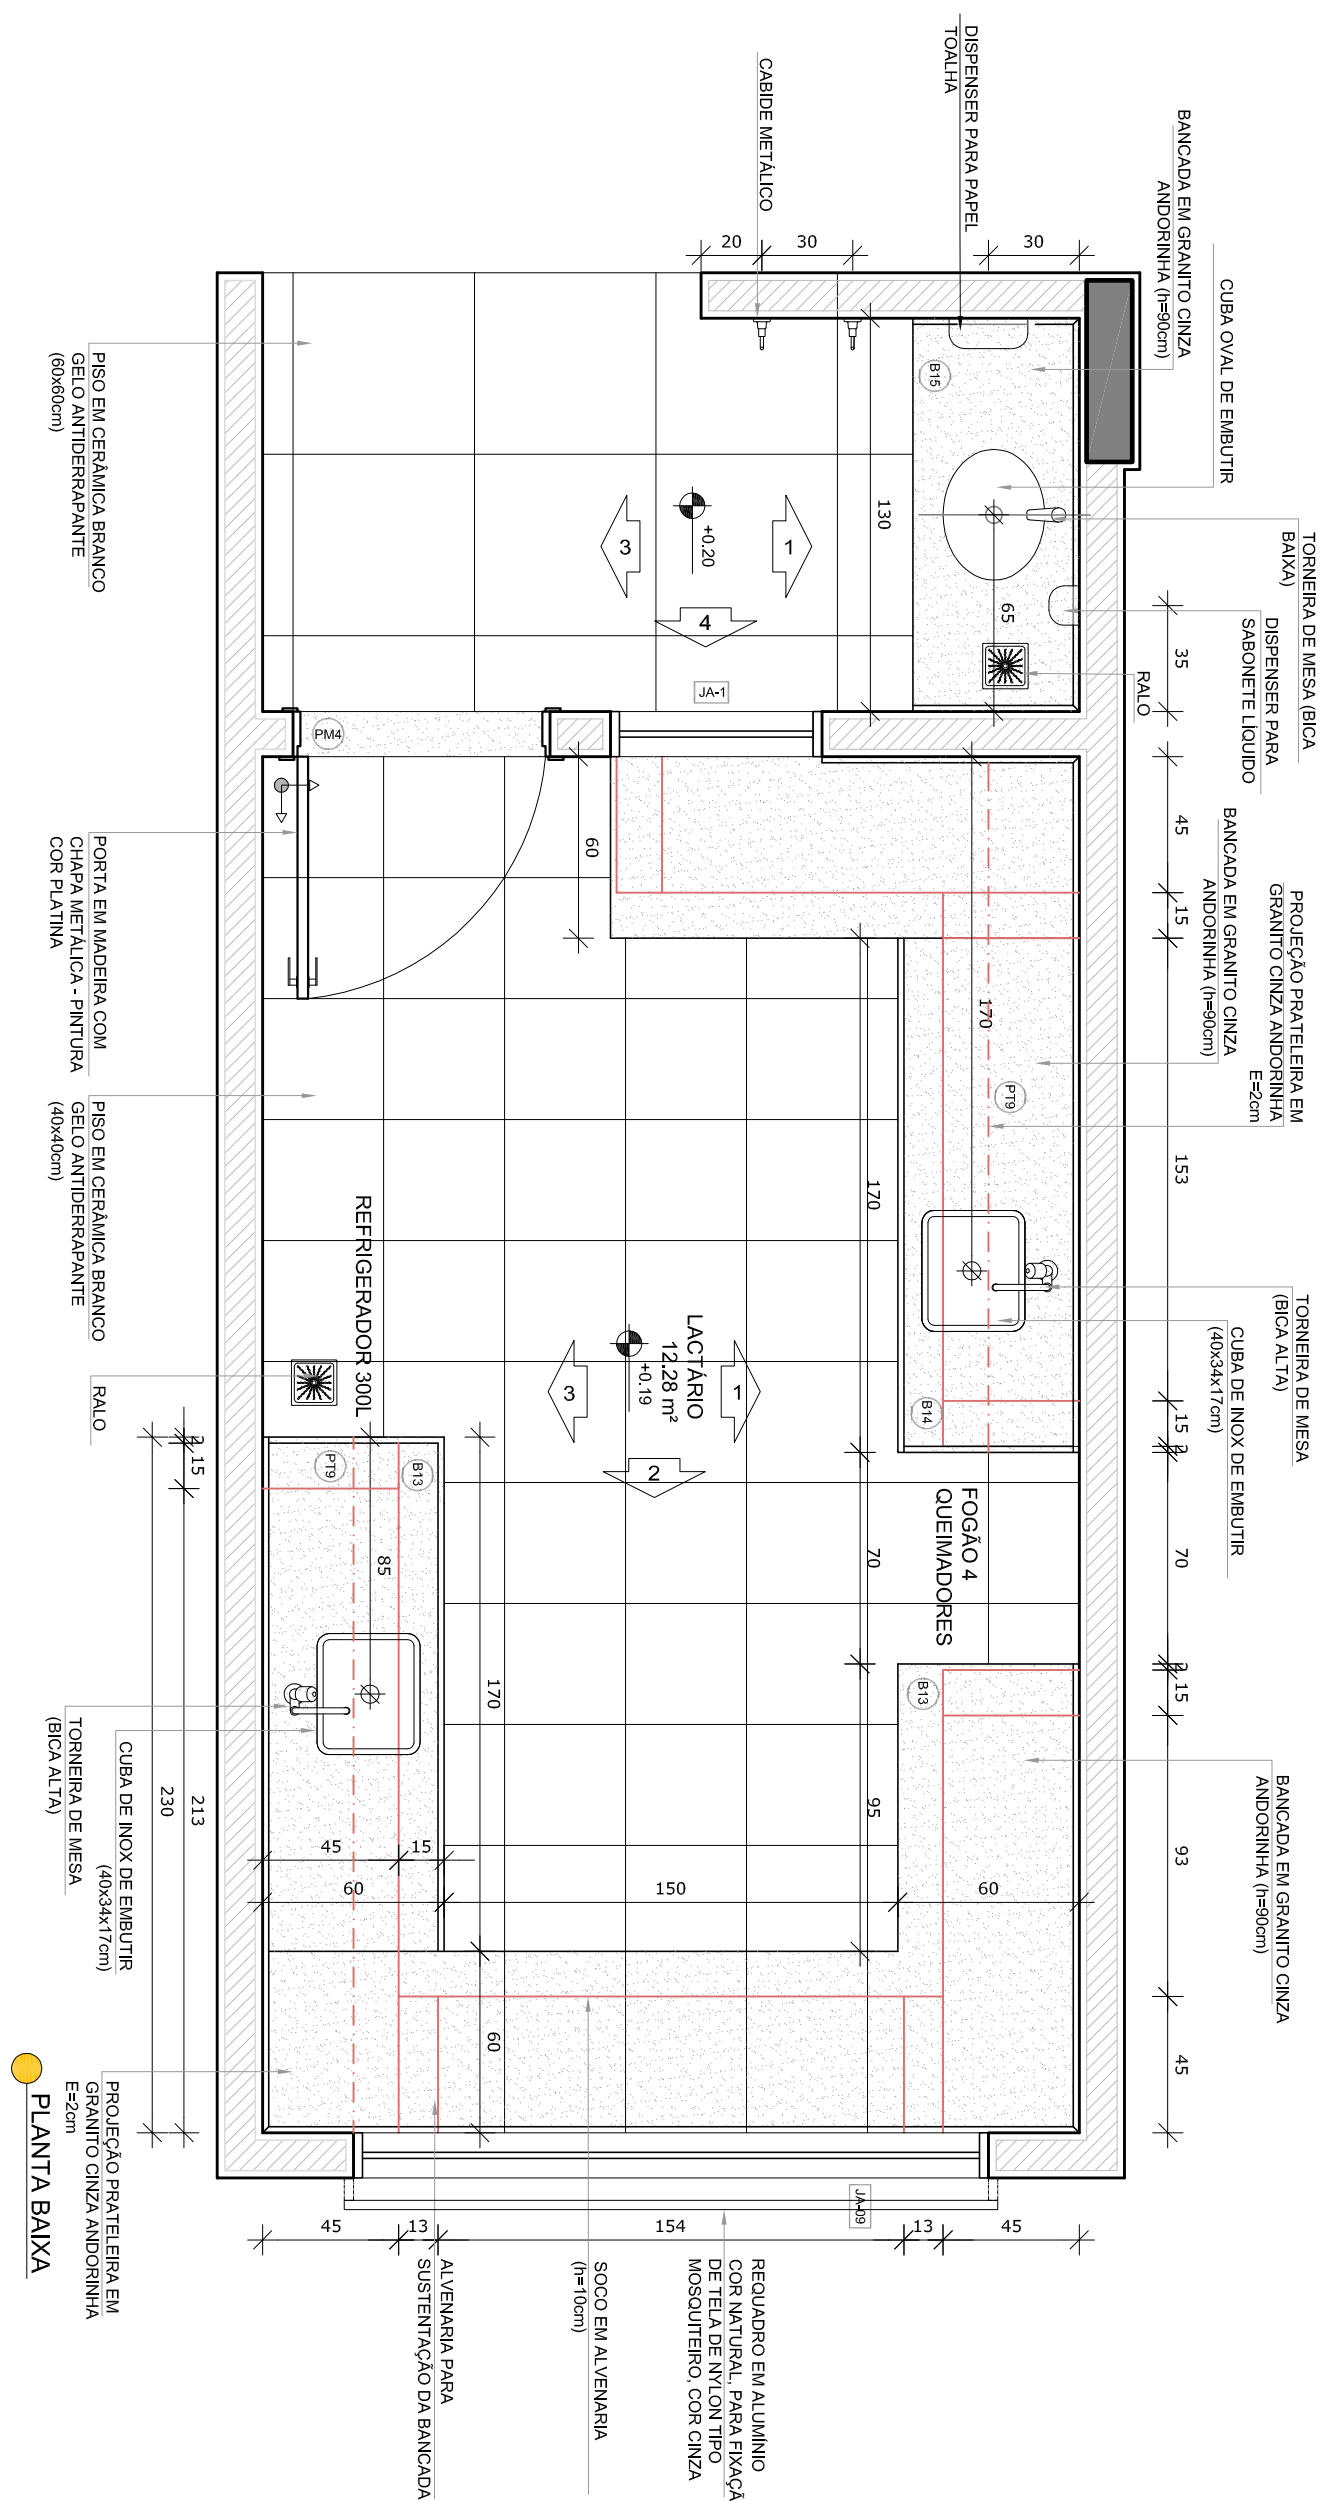 DISPENSER PARA PAPEL
TOALHA
CABIDE METÁLICO
BANCADA EM GRANITO CINZA
ANDORINHA (h=90cm)
CUBA OVAL DE EMBUTIR
TORNEIRA DE MESA (BICA
BAIXA)
DISPENSER PARA
SABONETE LÍQUIDO
RALO
BANCADA EM GRANITO CINZA
ANDORINHA (h=90cm)
PROJEÇÃO PRATELEIRA EM
GRANITO CINZA ANDORINHA
E=2cm
TORNEIRA DE MESA
(BICA ALTA)
CUBA DE INOX DE EMBUTIR
(40x34x17cm)
BANCADA EM GRANITO CINZA
ANDORINHA (h=90cm)
20
30
30
35
45
15
153
15
2
70
2
15
93
45
B15
130
65
+0.20
1
3
4
JA-1
PM4
60
170
PT9
B14
170
70
95
FOGÃO 4
QUEIMADORES
B13
LACTÁRIO
12.28 m²
+0.19
1
3
2
REFRIGERADOR 300L
PT9
B13
85
170
45
15
60
150
60
60
2
15
213
230
JA-09
45
13
154
13
45
PISO EM CERÂMICA BRANCO
GELO ANTIDERRAPANTE
(60x60cm)
PORTA EM MADEIRA COM
CHAPA METÁLICA - PINTURA
COR PLATINA
PISO EM CERÂMICA BRANCO
GELO ANTIDERRAPANTE
(40x40cm)
RALO
TORNEIRA DE MESA
(BICA ALTA)
CUBA DE INOX DE EMBUTIR
(40x34x17cm)
PROJEÇÃO PRATELEIRA EM
GRANITO CINZA ANDORINHA
E=2cm
ALVENARIA PARA
SUSTENTAÇÃO DA BANCADA
SOCO EM ALVENARIA
(h=10cm)
REQUADRO EM ALUMÍNIO
COR NATURAL, PARA FIXAÇÃ
DE TELA DE NYLON TIPO
MOSQUITEIRO, COR CINZA
PLANTA BAIXA